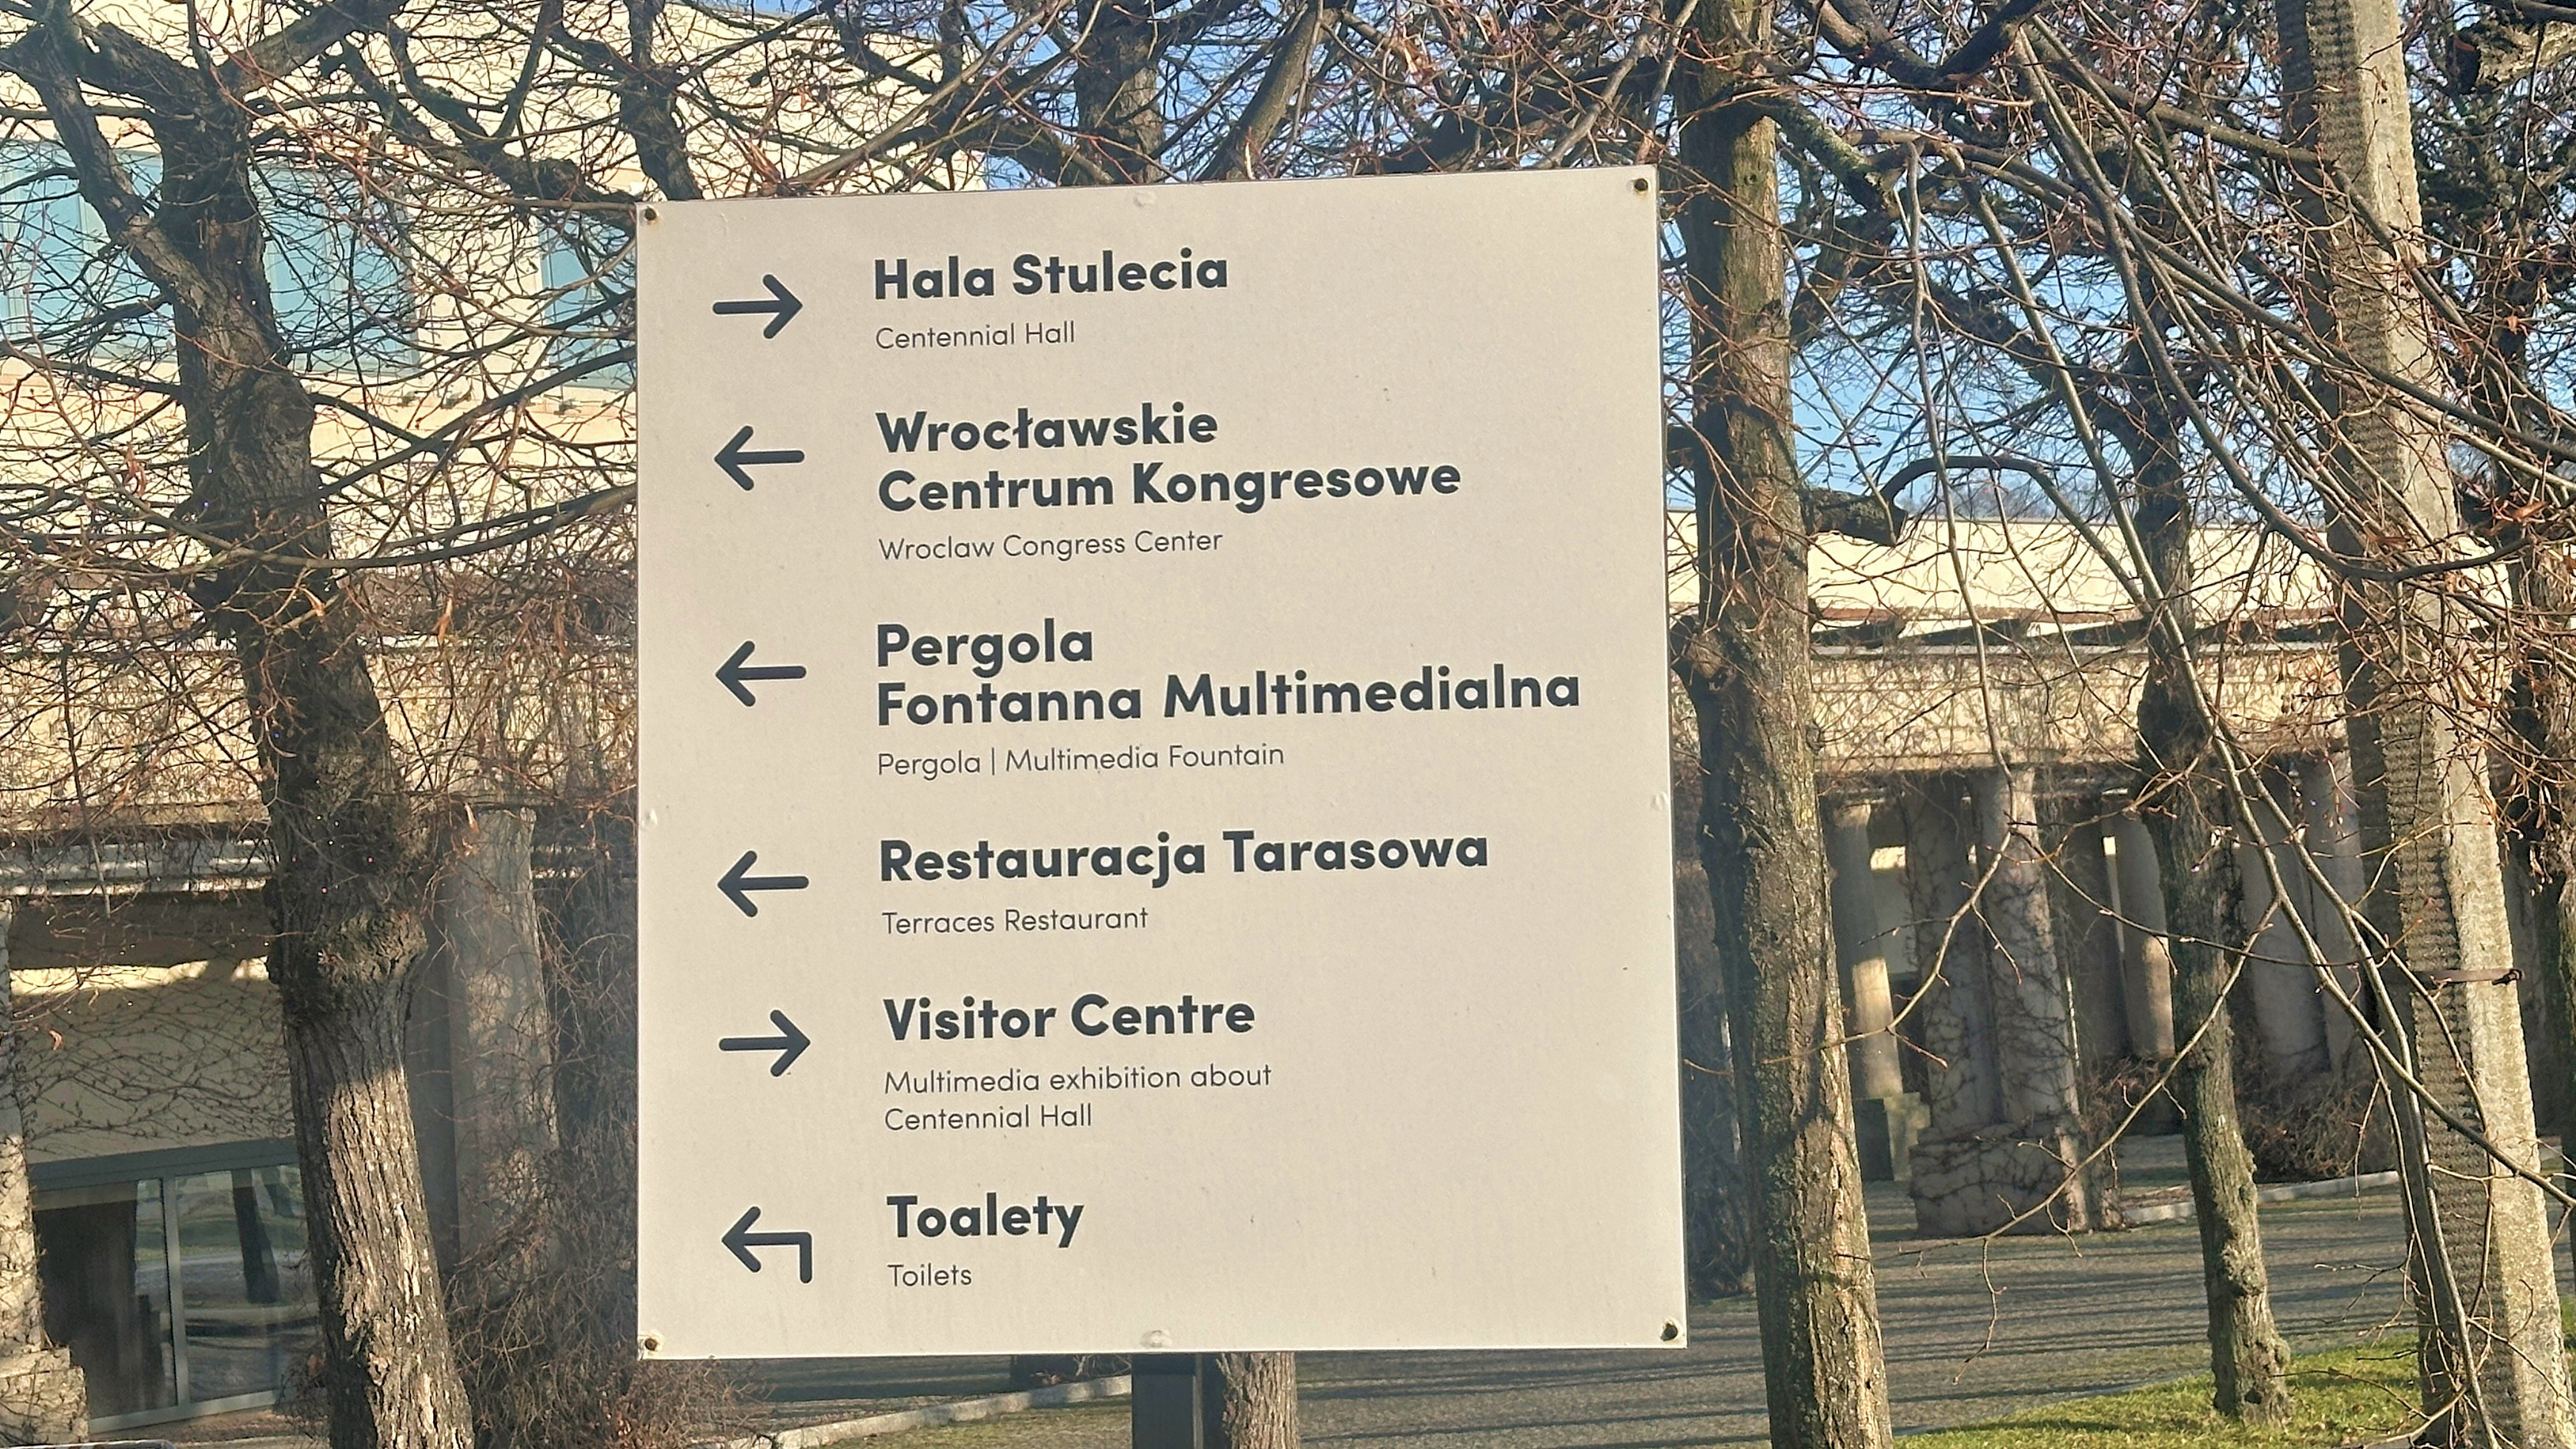 Hala Stulecia
Centennial Hall
Wrocławskie
Centrum Kongresowe
Wroclaw Congress Center
Pergola
Fontanna Multimedialna
Pergola | Multimedia Fountain
Restauracja Tarasowa
Terraces Restaurant
Visitor Centre
Multimedia exhibition about
Centennial Hall
Toalety
Toilets